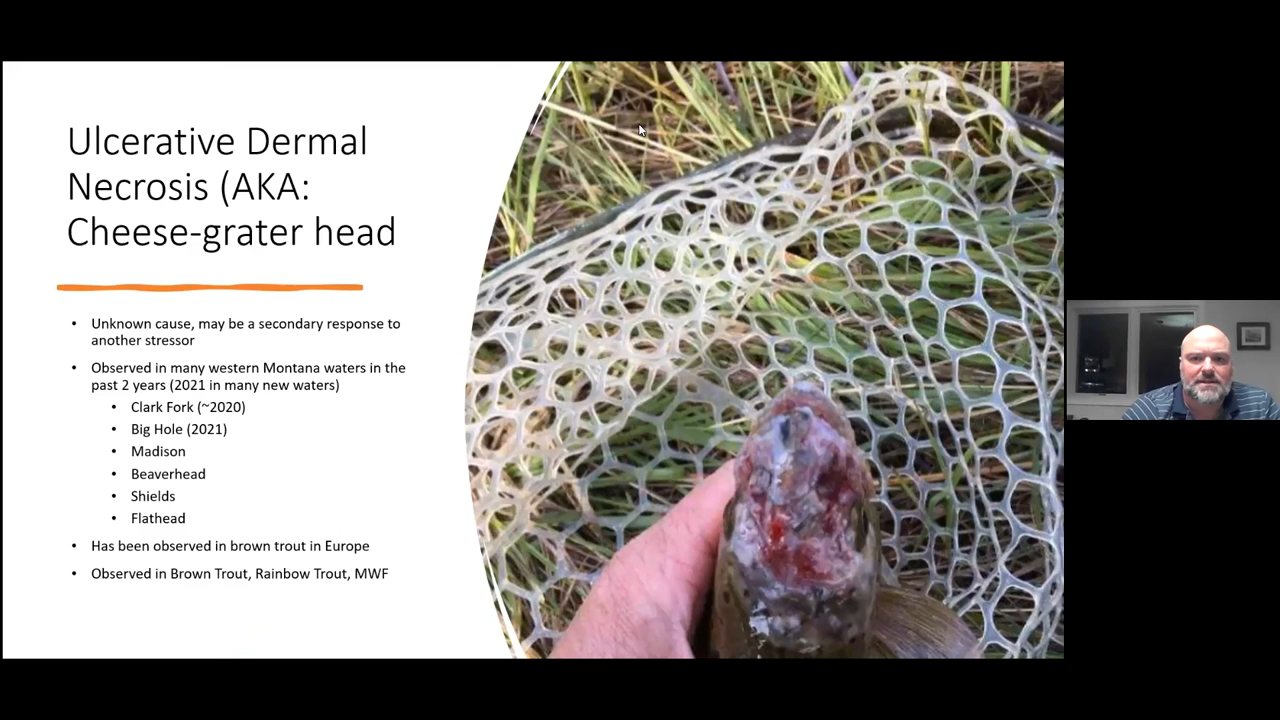 Ulcerative Dermal
Necrosis (AKA:
Cheese-grater head
• Unknown cause, may be a secondary response to
another stressor
• Observed in many western Montana waters in the
past 2 years (2021 in many new waters)
• Clark Fork (~2020)
• Big Hole (2021)
• Madison
• Beaverhead
• Shields
• Flathead
• Has been observed in brown trout in Europe
• Observed in Brown Trout, Rainbow Trout, MWF